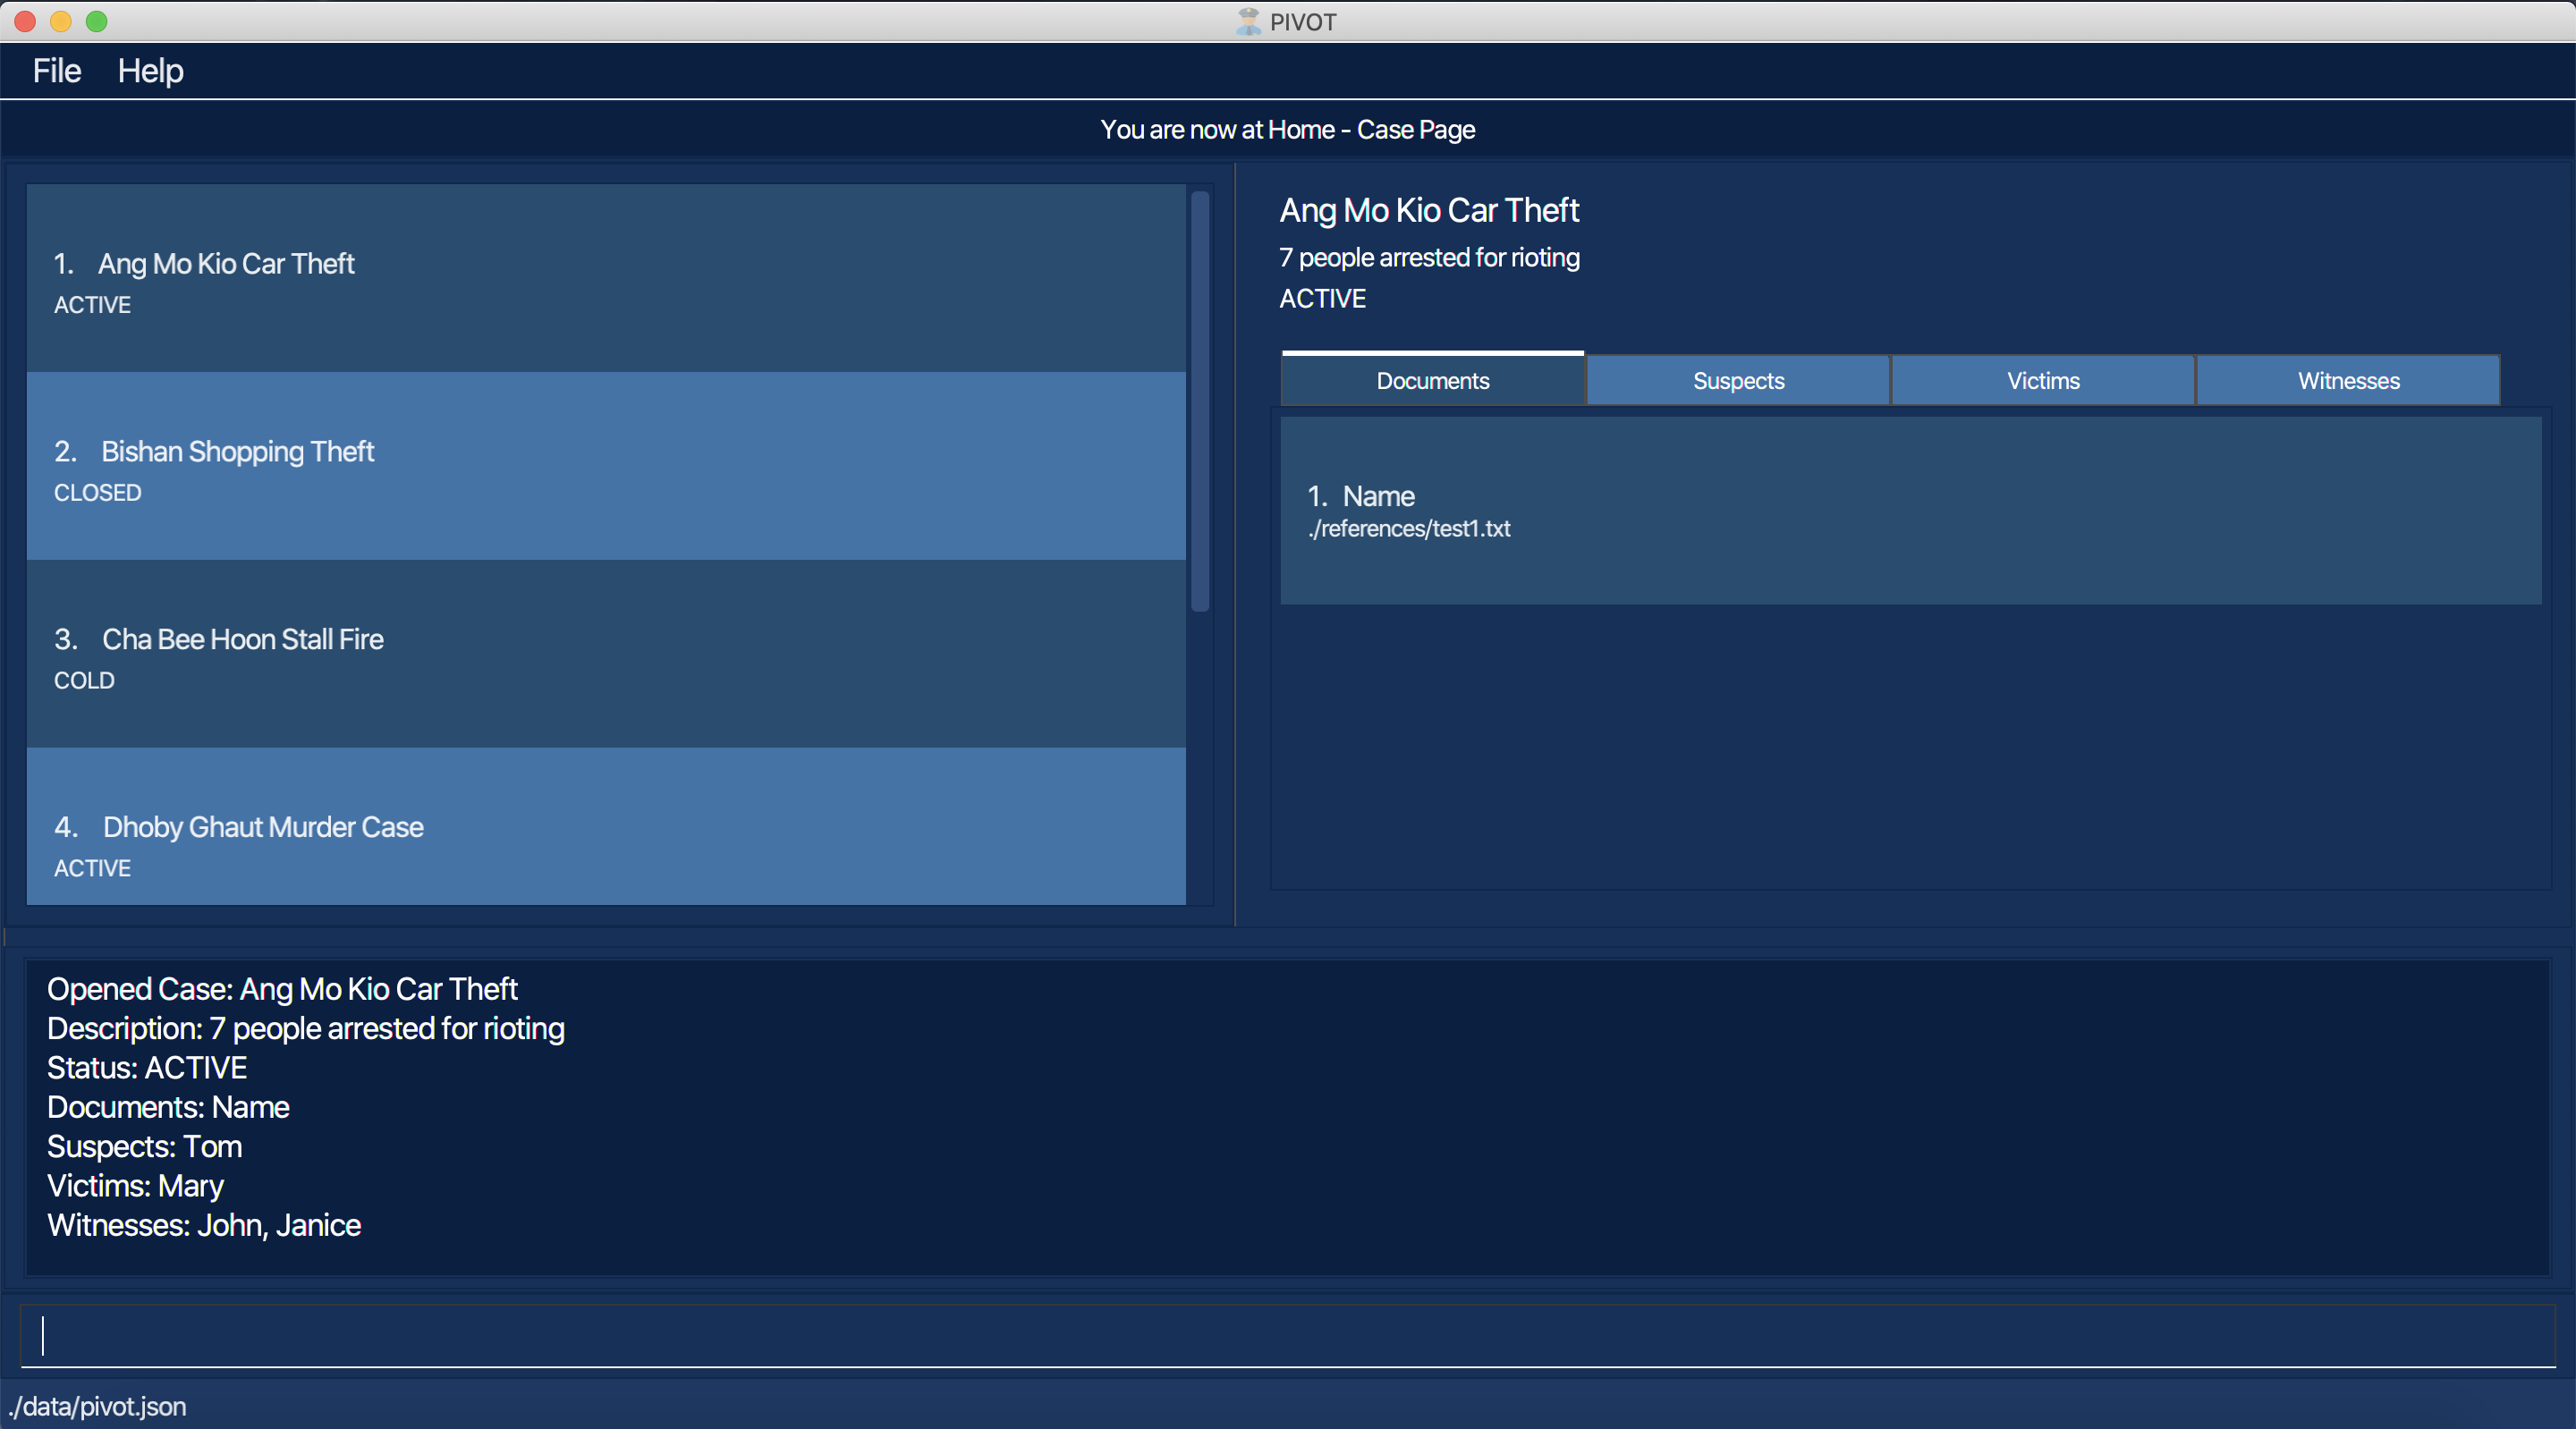 PIVOT
File Help
You are now at Home - Case Page
1. Ang Mo Kio Car Theft
ACTIVE
2. Bishan Shopping Theft
CLOSED
3. Cha Bee Hoon Stall Fire
COLD
4. Dhoby Ghaut Murder Case
ACTIVE
Ang Mo Kio Car Theft
7 people arrested for rioting
ACTIVE
Documents Suspects Victims Witnesses
1. Name
./references/test1.txt
Opened Case: Ang Mo Kio Car Theft
Description: 7 people arrested for rioting
Status: ACTIVE
Documents: Name
Suspects: Tom
Victims: Mary
Witnesses: John, Janice
./data/pivot.json